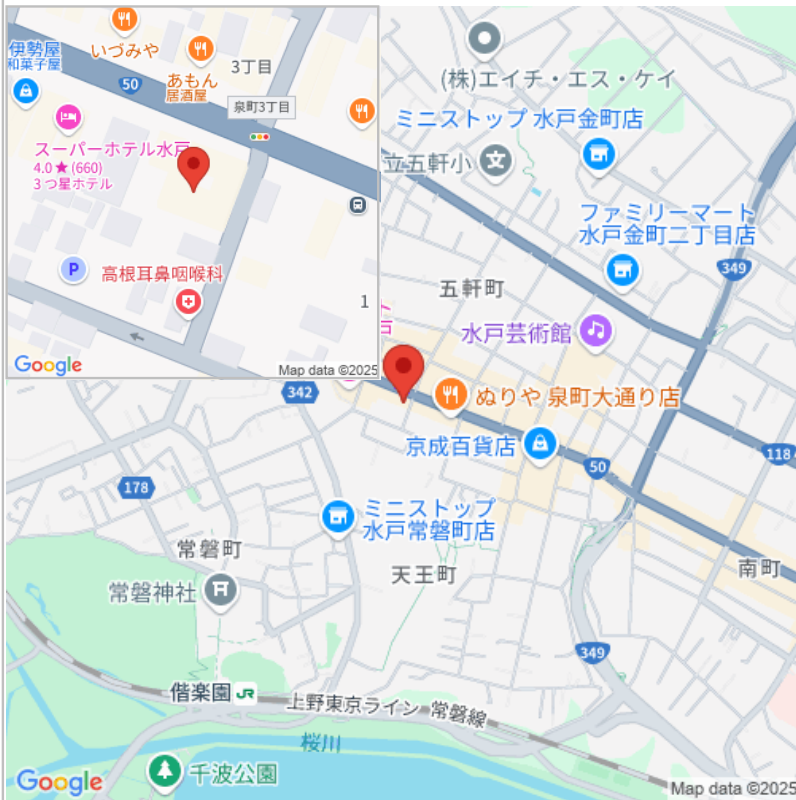 いづみや
伊勢屋
和菓子屋
あもん
居酒屋
3丁目
50
泉町3丁目
スーパーホテル水戸
4.0★(660)
3つ星ホテル
P
高根耳鼻咽喉科
1
Google
Map data ©2025
(株)エイチ・エス・ケイ
ミニストップ 水戸金町店
立五軒小
文
ファミリーマート
水戸金町二丁目店
349
五軒町
水戸芸術館
342
ぬりや 泉町大通り店
京成百貨店
50
118
178
ミニストップ
水戸常磐町店
常磐町
天王町
南町
常磐神社
349
偕楽園 JR
上野東京ライン 常磐線
桜川
千波公園
Google
Map data ©2025